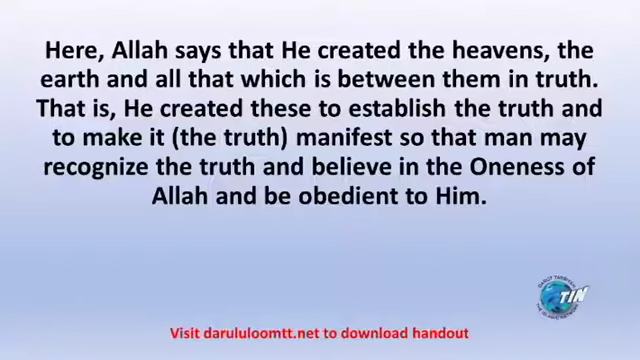 Here, Allah says that He created the heavens, the
earth and all that which is between them in truth.
That is, He created these to establish the truth and
to make it (the truth) manifest so that man may
recognize the truth and believe in the Oneness of
Allah and be obedient to Him.
TIN
Visit darululoomtt.net to download handout